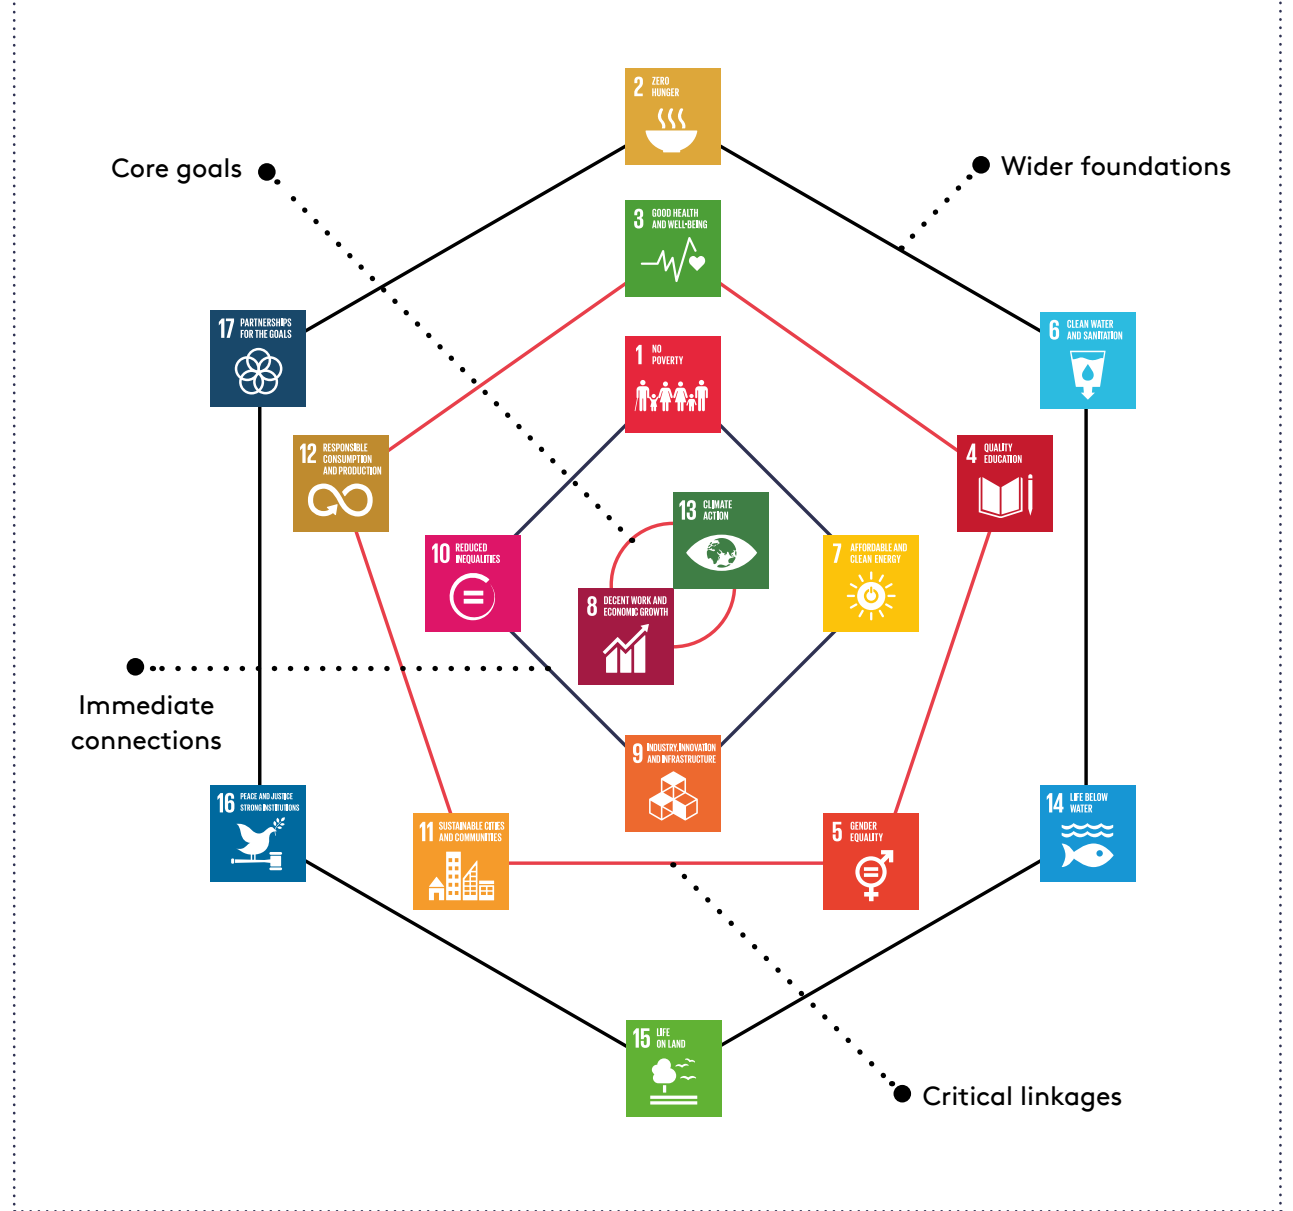 2 ZERO
HUNGER
Core goals
Wider foundations
3 GOOD HEALTH
AND WELL-BEING
17 PARTNERSHIPS
FOR THE GOALS
6 CLEAN WATER
AND SANITATION
1 NO
POVERTY
12 RESPONSIBLE
CONSUMPTION
AND PRODUCTION
4 QUALITY
EDUCATION
13 CLIMATE
ACTION
10 REDUCED
INEQUALITIES
7 AFFORDABLE AND
CLEAN ENERGY
8 DECENT WORK AND
ECONOMIC GROWTH
Immediate
connections
9 INDUSTRY, INNOVATION
AND INFRASTRUCTURE
16 PEACE AND JUSTICE
STRONG INSTITUTIONS
14 LIFE BELOW
WATER
11 SUSTAINABLE CITIES
AND COMMUNITIES
5 GENDER
EQUALITY
15 LIFE
ON LAND
Critical linkages